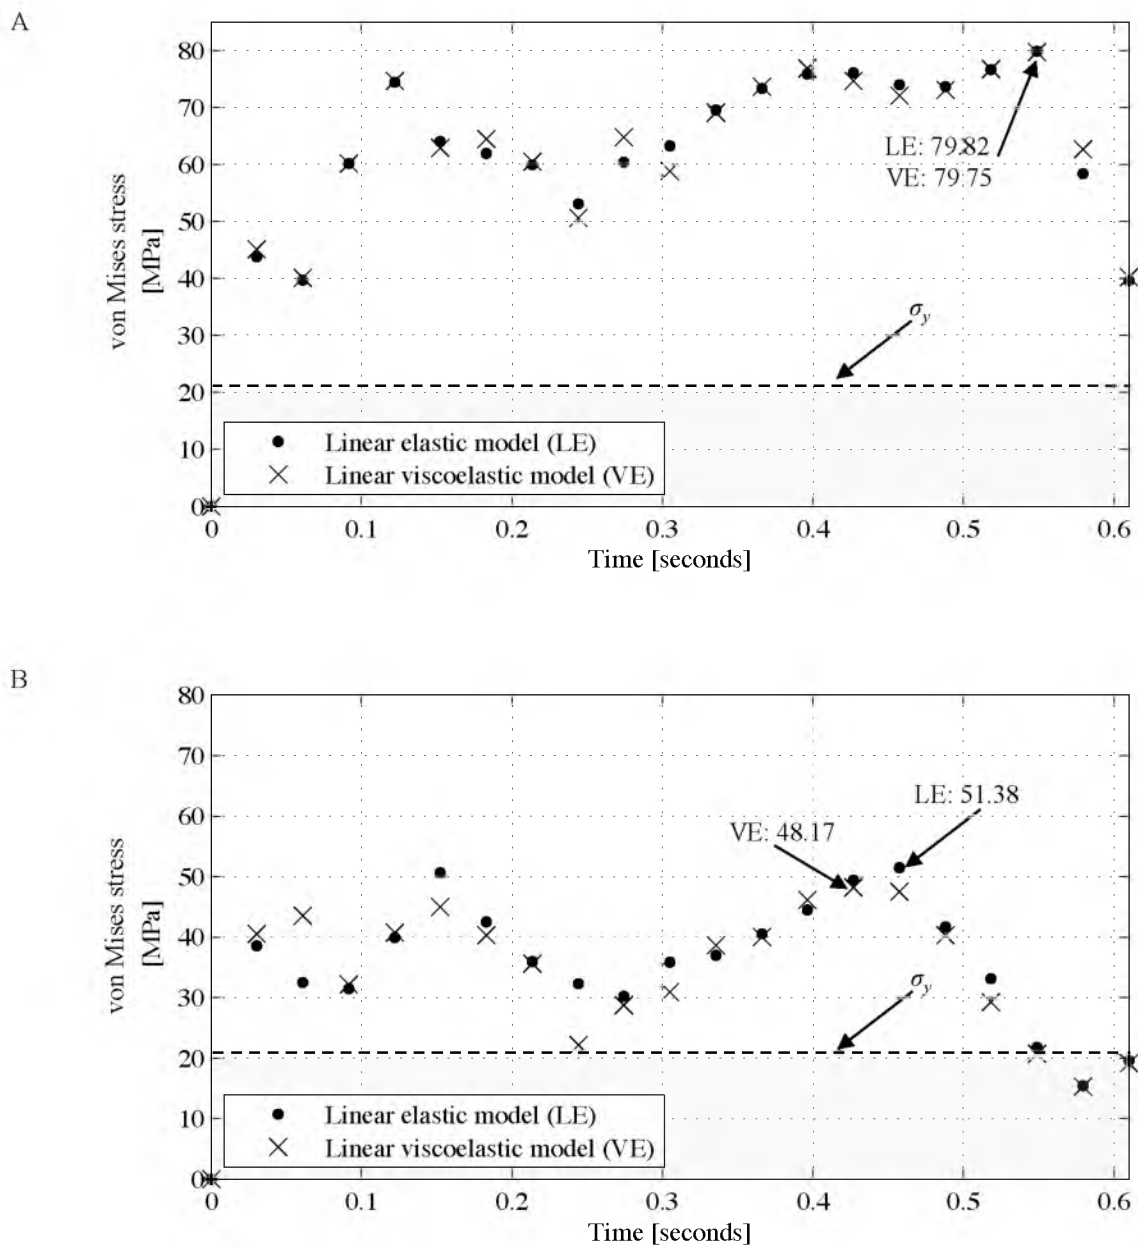 A
80
70
60
50
40
30
20
10
0
von Mises stress
[MPa]
LE: 79.82
VE: 79.75
σy
Linear elastic model (LE)
Linear viscoelastic model (VE)
0 0.1 0.2 0.3 0.4 0.5 0.6
Time [seconds]
B
80
70
60
50
40
30
20
10
0
von Mises stress
[MPa]
LE: 51.38
VE: 48.17
σy
Linear elastic model (LE)
Linear viscoelastic model (VE)
0 0.1 0.2 0.3 0.4 0.5 0.6
Time [seconds]